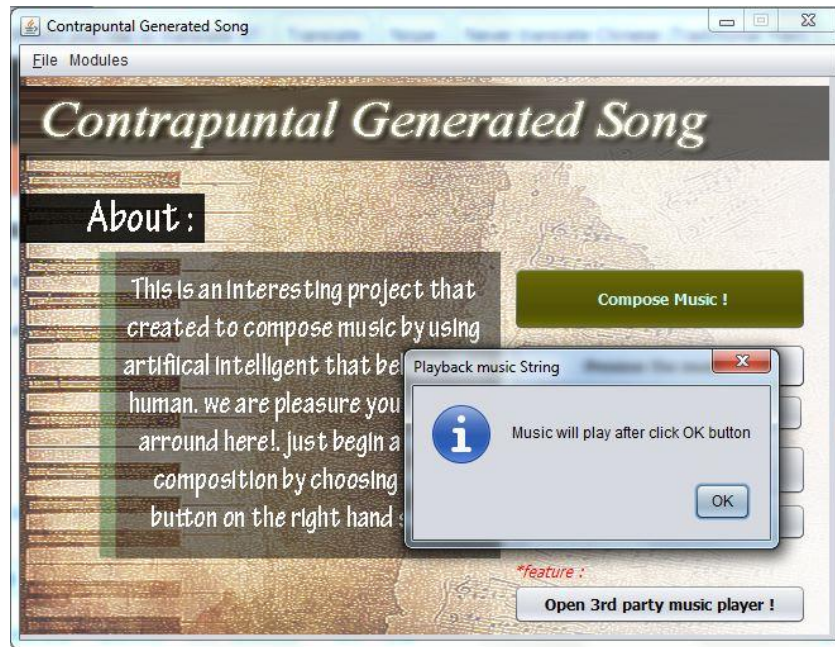 Contrapuntal Generated Song
File Modules
Contrapuntal Generated Song
About :
This is an interesting project that
created to compose music by using
artifiical intelligent that be
human. we are pleasure you
arround here!. just begin a
composition by choosing
button on the right hand
Compose Music !
Playback music String
Music will play after click OK button
OK
*feature :
Open 3rd party music player !